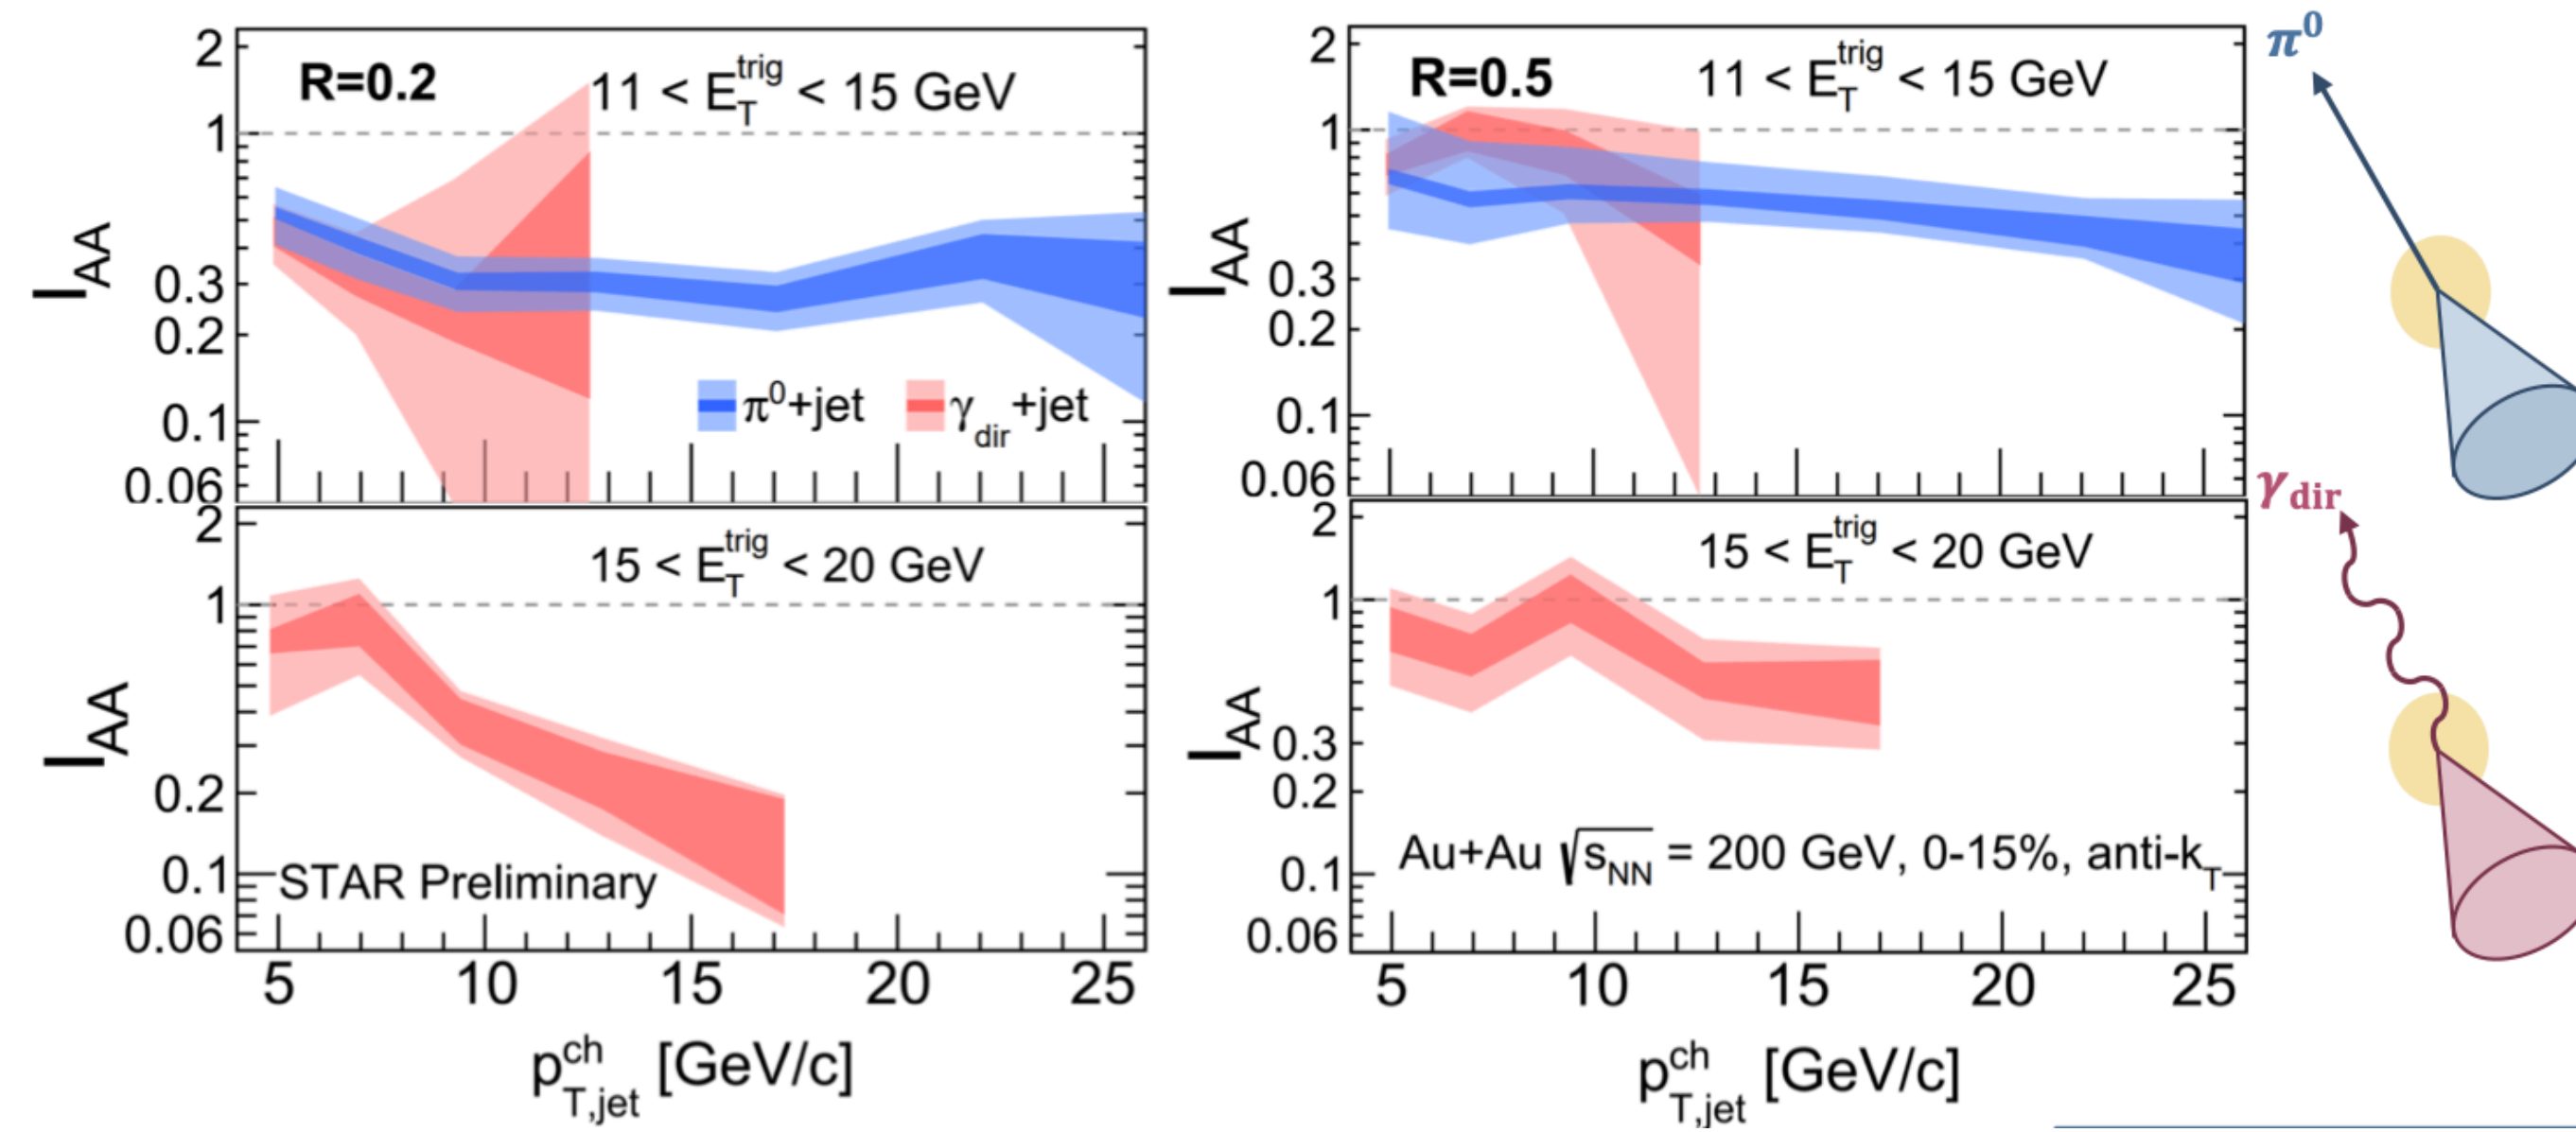 2
R=0.2
11 < E_T^trig < 15 GeV
1
I_AA
0.3
0.2
π⁰+jet
γ_dir+jet
0.1
0.06
2
15 < E_T^trig < 20 GeV
1
I_AA
0.2
0.1
STAR Preliminary
0.06
5 10 15 20 25
p_T,jet^ch [GeV/c]
2
R=0.5
11 < E_T^trig < 15 GeV
1
I_AA
0.3
0.2
0.1
0.06
2
15 < E_T^trig < 20 GeV
1
I_AA
0.3
0.2
Au+Au √s_NN = 200 GeV, 0-15%, anti-k_T
0.1
0.06
5 10 15 20 25
p_T,jet^ch [GeV/c]
π⁰
γ_dir